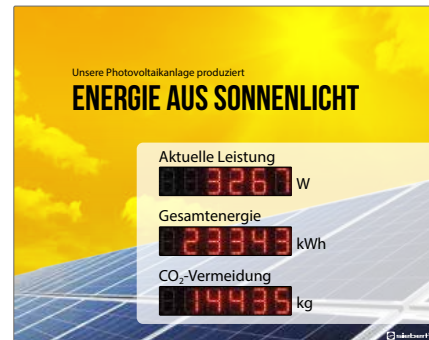 Unsere Photovoltaikanlage produziert
ENERGIE AUS SONNENLICHT
Aktuelle Leistung
3267 W
Gesamtenergie
23343 kWh
CO₂-Vermeidung
14435 kg
siebert